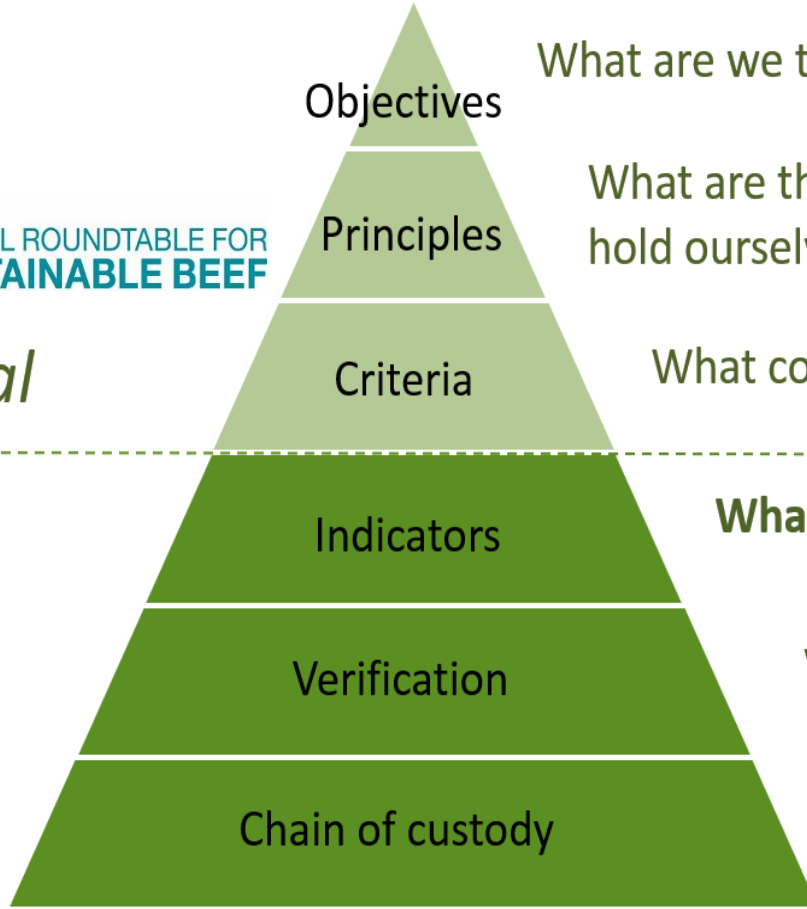 What are we t
Objectives
What are th
hold oursel
Principles
L ROUNDTABLE FOR
TAINABLE BEEF
Criteria
What co
al
Indicators
Wha
Verification
Chain of custody